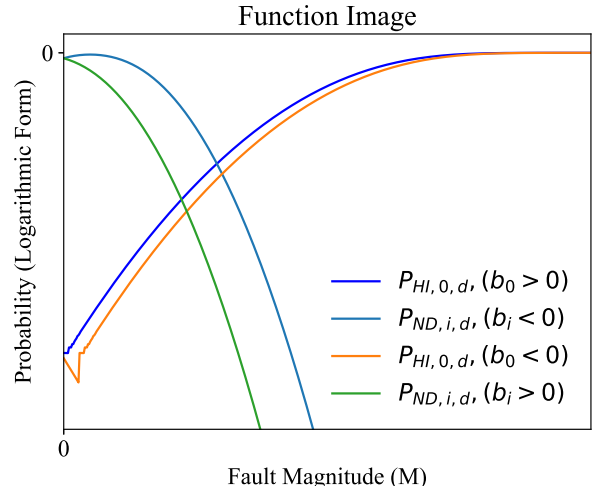 Function Image
0
Probability (Logarithmic Form)
P_{HI, 0, d}, (b_0 > 0)
P_{ND, i, d}, (b_i < 0)
P_{HI, 0, d}, (b_0 < 0)
P_{ND, i, d}, (b_i > 0)
0
Fault Magnitude (M)